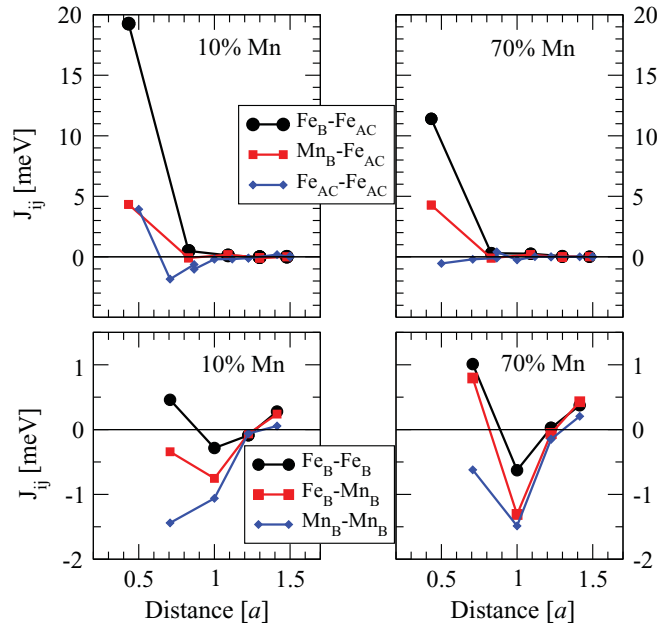 20
15
10
5
0
J_ij [meV]
10% Mn
70% Mn
20
15
10
5
0
Fe_B-Fe_AC
Mn_B-Fe_AC
Fe_AC-Fe_AC
1
0
-1
-2
J_ij [meV]
10% Mn
70% Mn
1
0
-1
-2
Fe_B-Fe_B
Fe_B-Mn_B
Mn_B-Mn_B
0.5 1 1.5
0.5 1 1.5
Distance [a]
Distance [a]